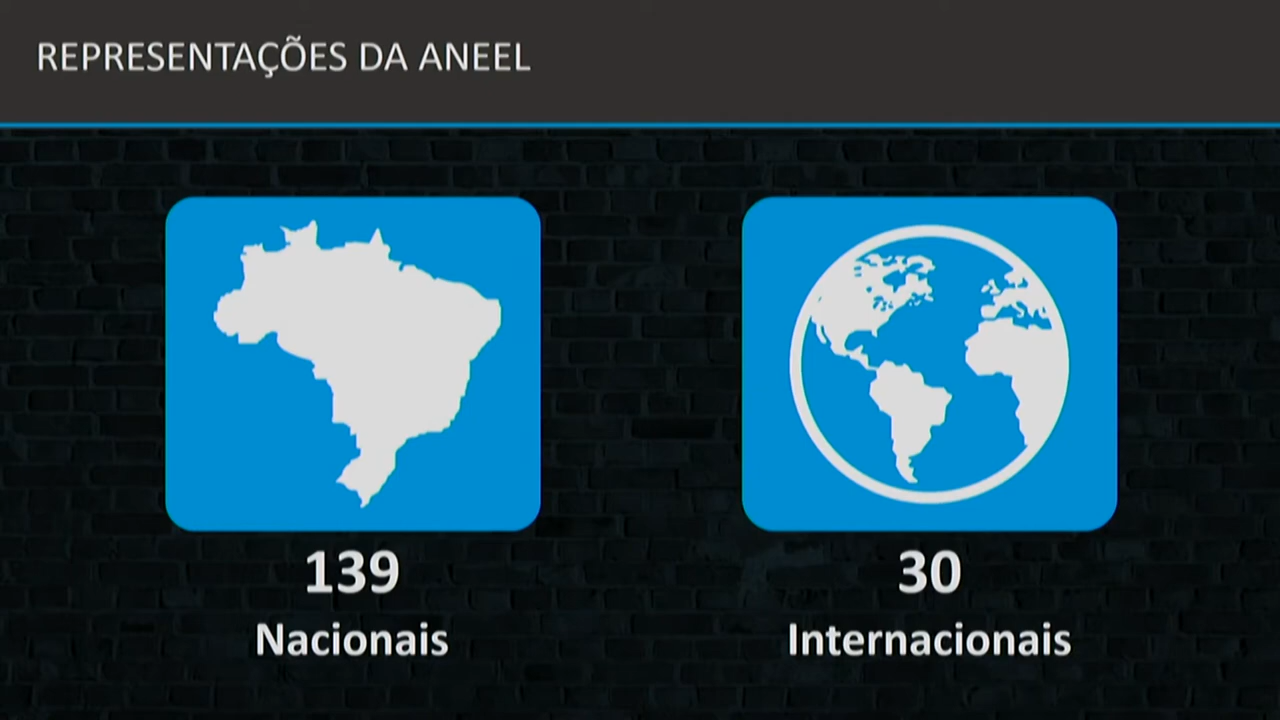 REPRESENTAÇÕES DA ANEEL
139
Nacionais
30
Internacionais